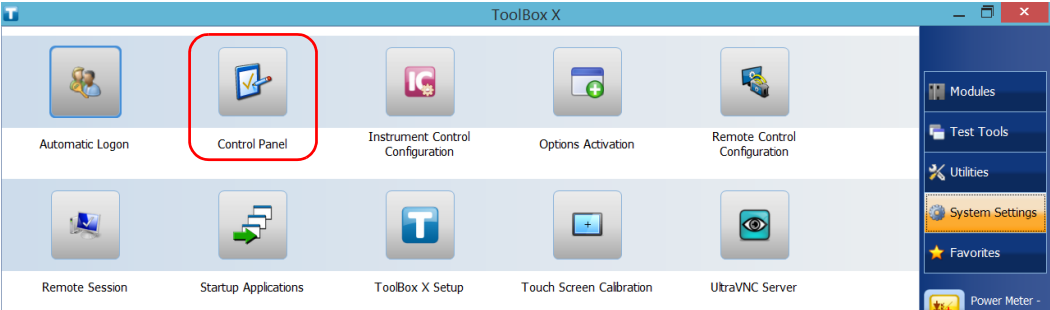 ToolBox X
Automatic Logon
Control Panel
Instrument Control
Configuration
Options Activation
Remote Control
Configuration
Remote Session
Startup Applications
ToolBox X Setup
Touch Screen Calibration
UltraVNC Server
Modules
Test Tools
Utilities
System Settings
Favorites
Power Meter -